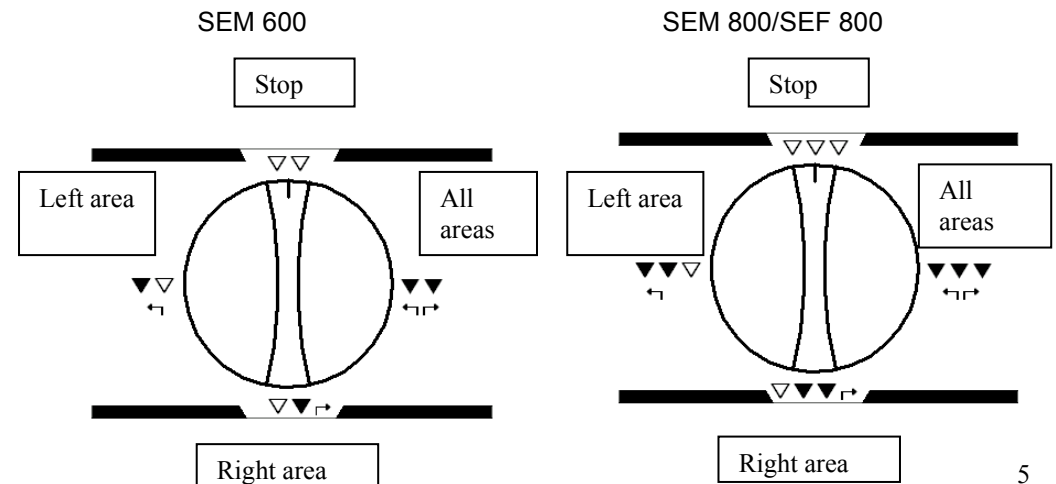 SEM 600
Stop
Left area
All
areas
Right area
SEM 800/SEF 800
Stop
Left area
All
areas
Right area
5